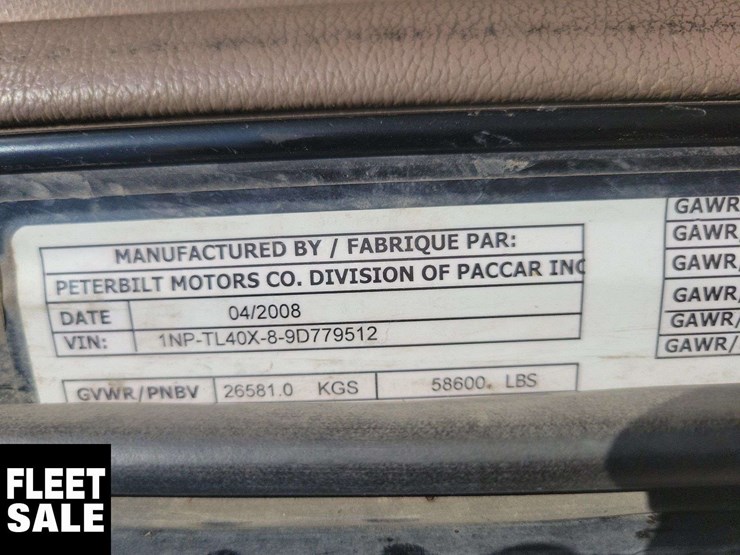 MANUFACTURED BY / FABRIQUE PAR:
PETERBILT MOTORS CO. DIVISION OF PACCAR INC
DATE 04/2008
VIN: 1NP-TL40X-8-9D779512
GVWR/PNBV 26581.0 KGS 58600. LBS
GAWR
GAWR
GAWR/
GAWR/
GAWR/
GAWR/
FLEET
SALE